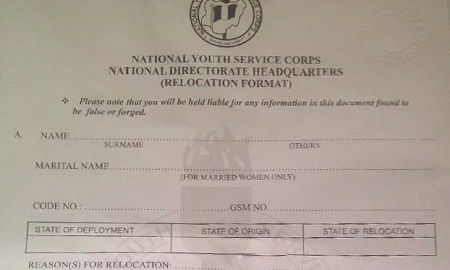 NATIONAL YOUTH SERVICE CORPS
NATIONAL DIRECTORATE HEADQUARTERS
(RELOCATION FORMAT)
❖ Please note that you will be held liable for any information in this document found to
be false or forged.
A. NAME
SURNAME OTHERS
MARITAL NAME
(FOR MARRIED WOMEN ONLY)
CODE NO.: GSM NO
STATE OF DEPLOYMENT STATE OF ORIGIN STATE OF RELOCATION
REASON(S) FOR RELOCATION: